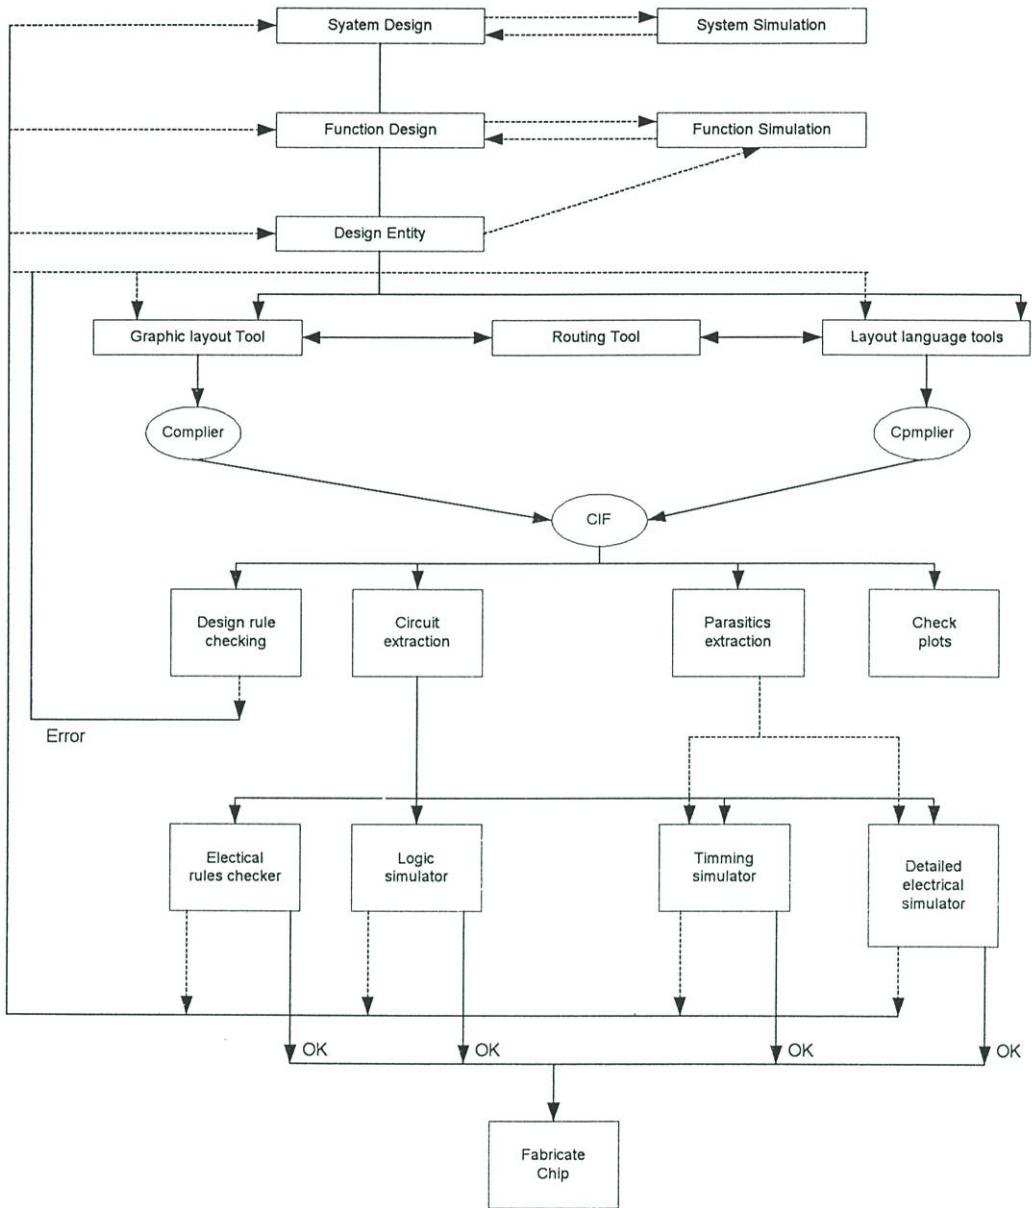 Syatem Design
System Simulation
Function Design
Function Simulation
Design Entity
Graphic layout Tool
Routing Tool
Layout language tools
Complier
Cpmplier
CIF
Design rule
checking
Circuit
extraction
Parasitics
extraction
Check
plots
Error
Electical
rules checker
Logic
simulator
Timming
simulator
Detailed
electrical
simulator
OK
OK
OK
OK
Fabricate
Chip